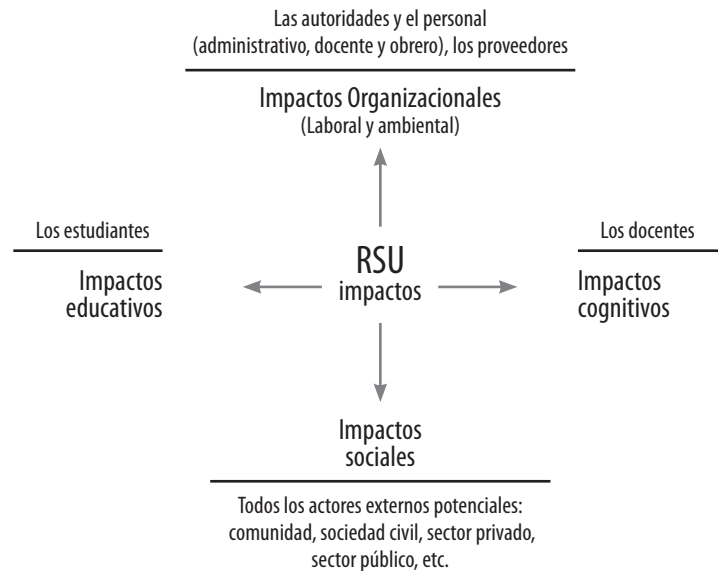 Las autoridades y el personal
(administrativo, docente y obrero), los proveedores
Impactos Organizacionales
(Laboral y ambiental)
Los estudiantes
Impactos
educativos
RSU
impactos
Los docentes
Impactos
cognitivos
Impactos
sociales
Todos los actores externos potenciales:
comunidad, sociedad civil, sector privado,
sector público, etc.